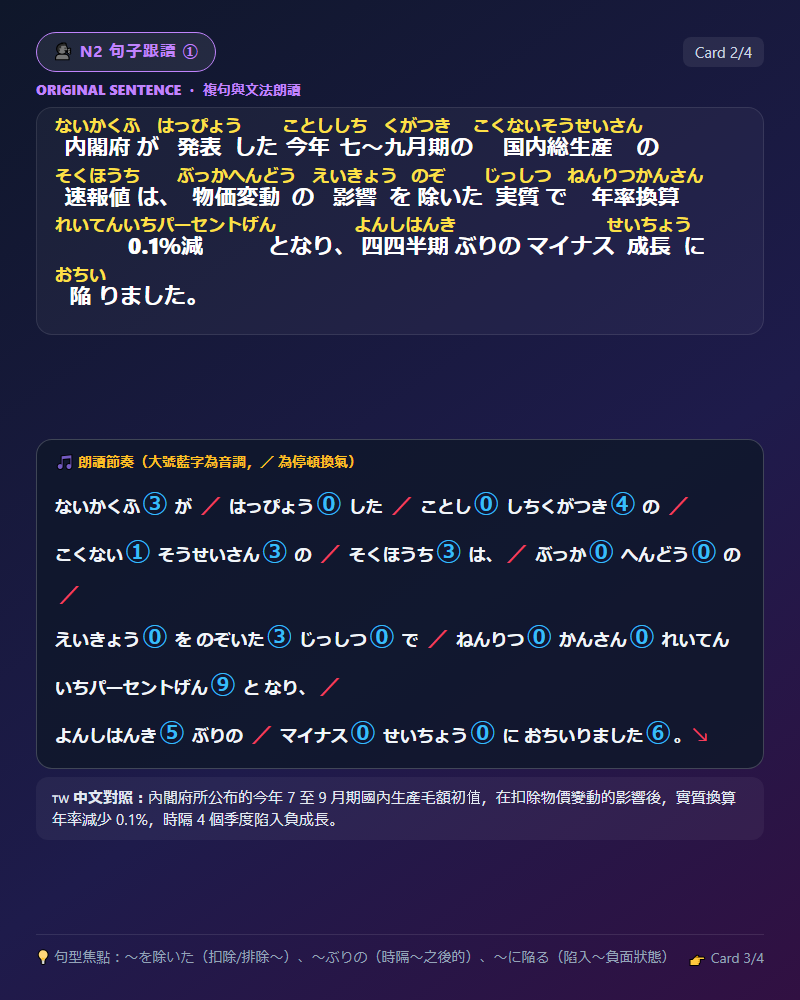 N2 句子跟讀 ①
Card 2/4
ORIGINAL SENTENCE · 複句與文法朗讀
ないかくふ はっぴょう ことししち くがつき こくないそうせいさん
内閣府 が 発表 した 今年 七～九月期の 国内総生産 の
そくほうち ぶっかへんどう えいきょう のぞ じっしつ ねんりつかんさん
速報値 は、 物価変動 の 影響 を 除いた 実質 で 年率換算
れいてんいちパーセントげん よんしはんき せいちょう
0.1%減 となり、 四四半期 ぶりの マイナス 成長 に
おちい
陥 りました。
🎵 朗讀節奏（大號藍字為音調，／ 為停頓換氣）
ないかくふ③ が ／ はっぴょう⓪ した ／ ことし⓪ しちくがつき④ の ／
こくない① そうせいさん③ の ／ そくほうち③ は、／ ぶっか⓪ へんどう⓪ の
／
えいきょう⓪ を のぞいた③ じっしつ⓪ で ／ ねんりつ⓪ かんさん⓪ れいてん
いちパーセントげん⑨ と なり、／
よんしはんき⑤ ぶりの ／ マイナス⓪ せいちょう⓪ に おちいりました⑥。↘
TW 中文對照：內閣府所公布的今年 7 至 9 月期國內生產毛額初值，在扣除物價變動的影響後，實質換算
年率減少 0.1%，時隔 4 個季度陷入負成長。
💡 句型焦點：～を除いた（扣除/排除～）、～ぶりの（時隔～之後的）、～に陥る（陷入～負面狀態）
👉 Card 3/4